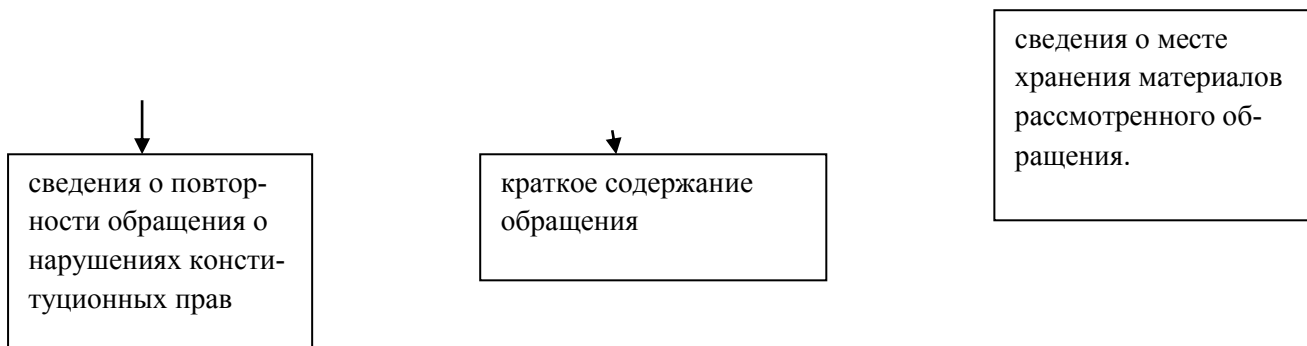 сведения о месте
хранения материалов
рассмотренного об-
ращения.
сведения о повтор-
ности обращения о
нарушениях консти-
туционных прав
краткое содержание
обращения